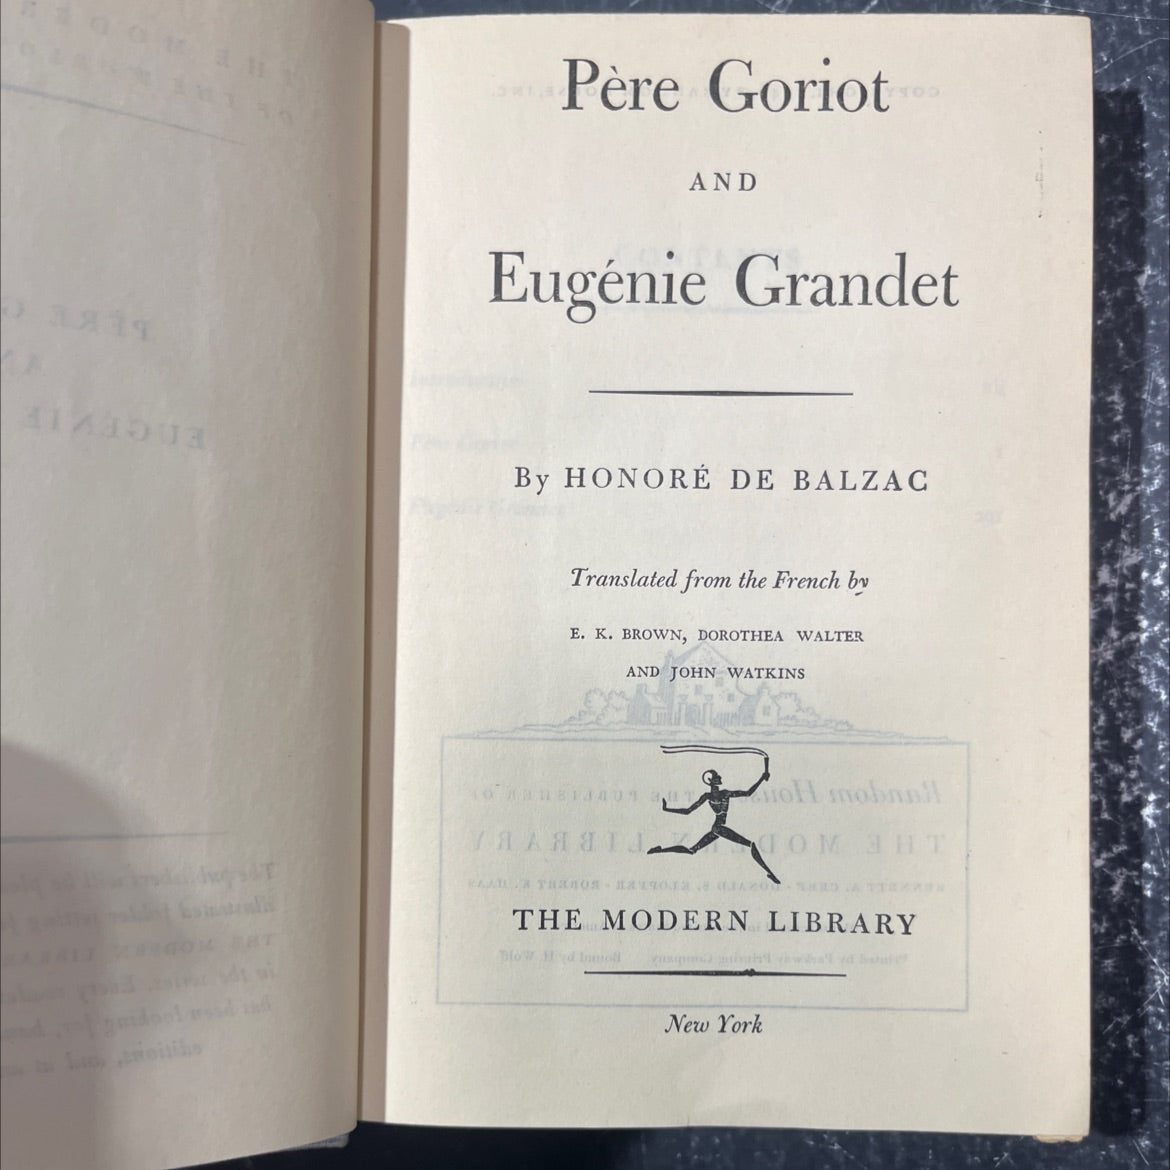 Père Goriot
AND
Eugénie Grandet
By HONORÉ DE BALZAC
Translated from the French by
E. K. BROWN, DOROTHEA WALTER
AND JOHN WATKINS
THE MODERN LIBRARY
New York